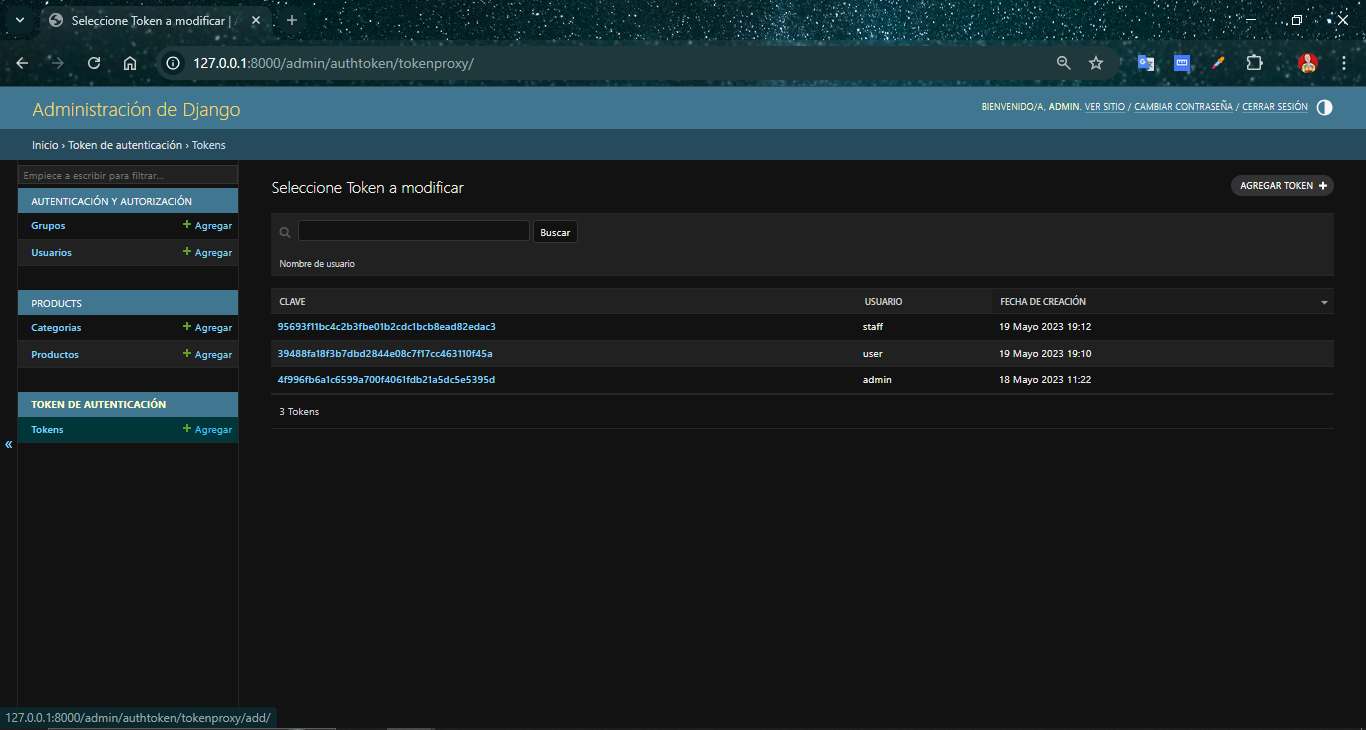 Seleccione Token a modificar |
127.0.0.1:8000/admin/authtoken/tokenproxy/
Administración de Django
BIENVENIDO/A, ADMIN. VER SITIO / CAMBIAR CONTRASEÑA / CERRAR SESIÓN
Inicio › Token de autenticación › Tokens
Empiece a escribir para filtrar...
AUTENTICACIÓN Y AUTORIZACIÓN
Grupos + Agregar
Usuarios + Agregar
PRODUCTS
Categorias + Agregar
Productos + Agregar
TOKEN DE AUTENTICACIÓN
Tokens + Agregar
«
Seleccione Token a modificar
AGREGAR TOKEN +
Buscar
Nombre de usuario
CLAVE USUARIO FECHA DE CREACIÓN
95693f11bc4c2b3fbe01b2cdc1bcb8ead82edac3 staff 19 Mayo 2023 19:12
39488fa18f3b7dbd2844e08c7f17cc463110f45a user 19 Mayo 2023 19:10
4f996fb6a1c6599a700f4061fdb21a5dc5e5395d admin 18 Mayo 2023 11:22
3 Tokens
127.0.0.1:8000/admin/authtoken/tokenproxy/add/